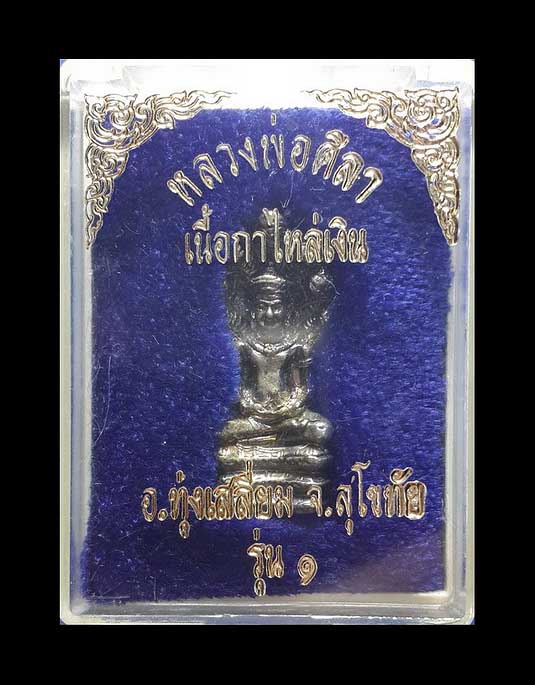 หลวงพ่อศิลา
เนื้อกาไหล่เงิน
อ.ทุ่งเสลี่ยม จ.สุโขทัย
รุ่น ๑